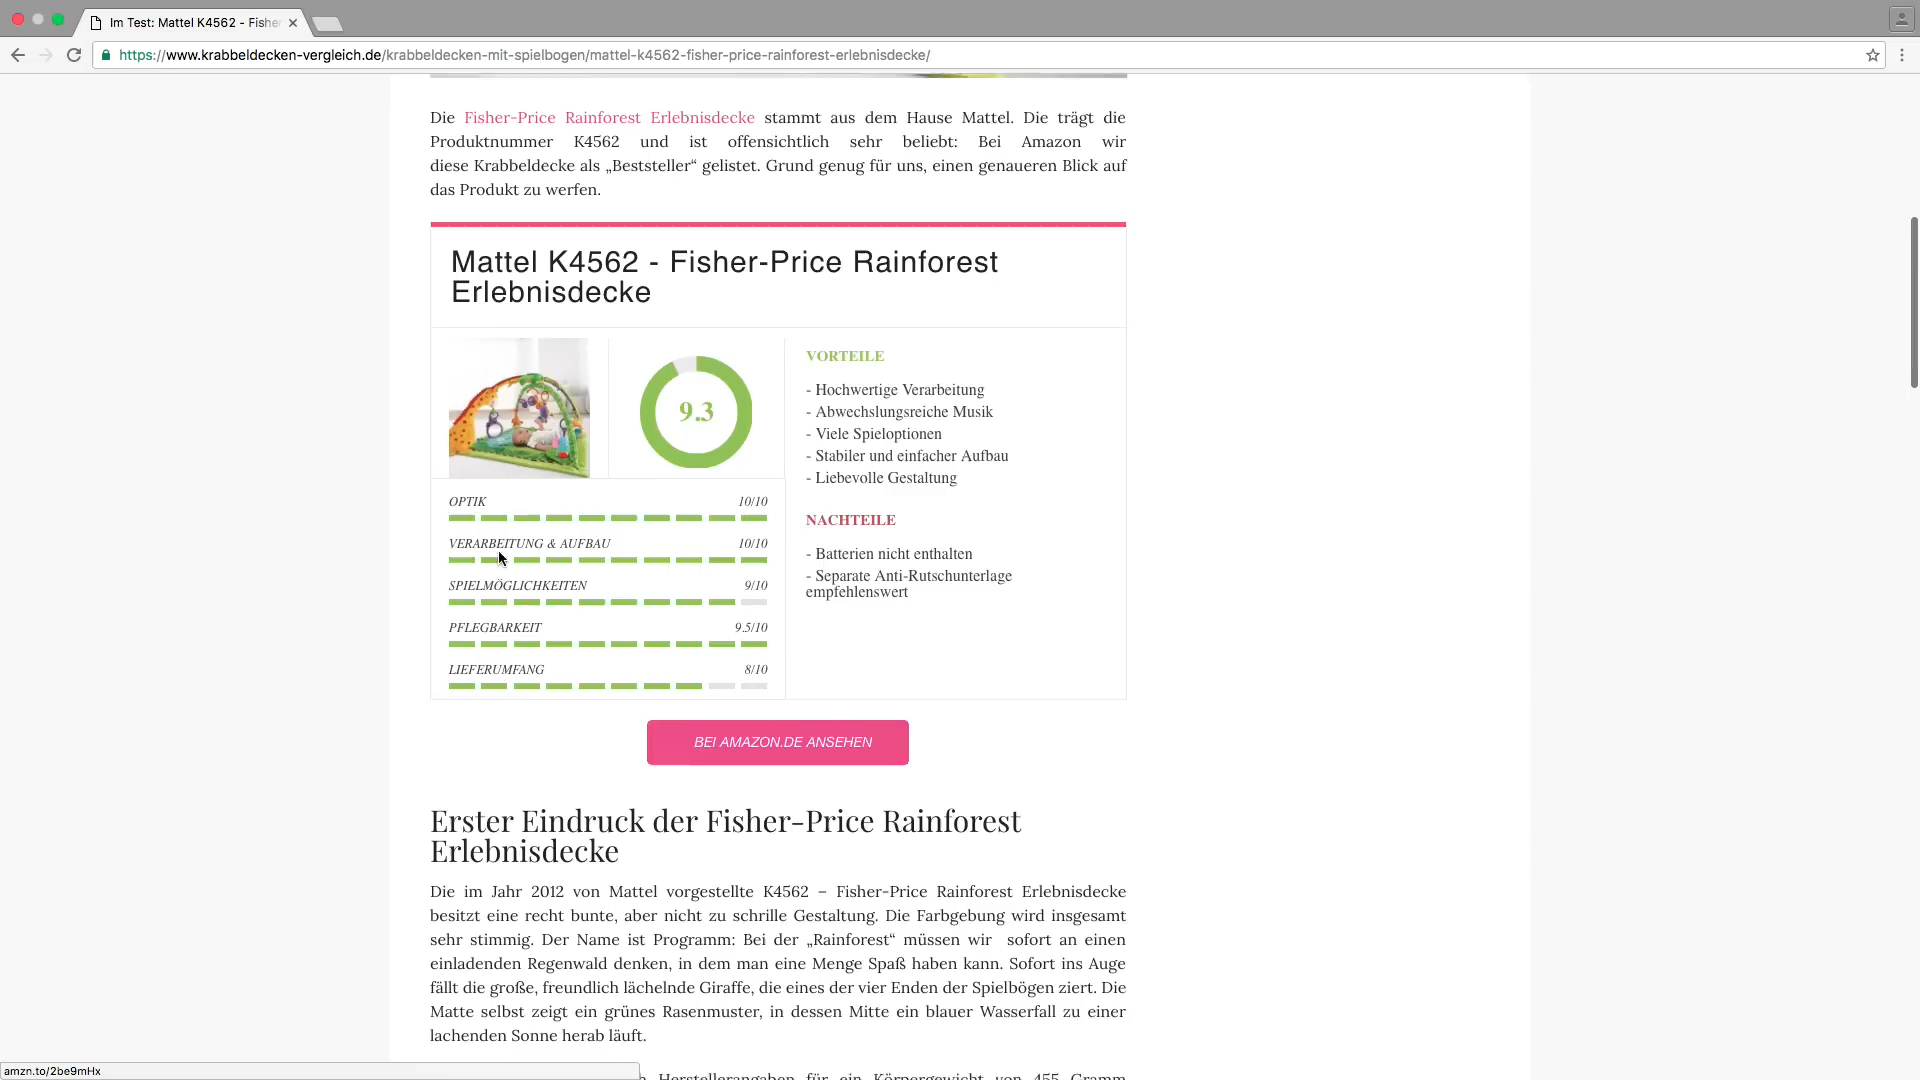 Im Test: Mattel K4562 - Fisher
https://www.krabbeldecken-vergleich.de/krabbeldecken-mit-spielbogen/mattel-k4562-fisher-price-rainforest-erlebnisdecke/
Die Fisher-Price Rainforest Erlebnisdecke stammt aus dem Hause Mattel. Die trägt die
Produktnummer K4562 und ist offensichtlich sehr beliebt: Bei Amazon wir
diese Krabbeldecke als „Beststeller“ gelistet. Grund genug für uns, einen genaueren Blick auf
das Produkt zu werfen.
Mattel K4562 - Fisher-Price Rainforest
Erlebnisdecke
9.3
OPTIK 10/10
VERARBEITUNG & AUFBAU 10/10
SPIELMÖGLICHKEITEN 9/10
PFLEGBARKEIT 9.5/10
LIEFERUMFANG 8/10
VORTEILE
- Hochwertige Verarbeitung
- Abwechslungsreiche Musik
- Viele Spieloptionen
- Stabiler und einfacher Aufbau
- Liebevolle Gestaltung
NACHTEILE
- Batterien nicht enthalten
- Separate Anti-Rutschunterlage
empfehlenswert
BEI AMAZON.DE ANSEHEN
Erster Eindruck der Fisher-Price Rainforest
Erlebnisdecke
Die im Jahr 2012 von Mattel vorgestellte K4562 – Fisher-Price Rainforest Erlebnisdecke
besitzt eine recht bunte, aber nicht zu schrille Gestaltung. Die Farbgebung wird insgesamt
sehr stimmig. Der Name ist Programm: Bei der „Rainforest“ müssen wir sofort an einen
einladenden Regenwald denken, in dem man eine Menge Spaß haben kann. Sofort ins Auge
fällt die große, freundlich lächelnde Giraffe, die eines der vier Enden der Spielbögen ziert. Die
Matte selbst zeigt ein grünes Rasenmuster, in dessen Mitte ein blauer Wasserfall zu einer
lachenden Sonne herab läuft.
Herstellerangaben für ein Körpergewicht von 455 Gramm
amzn.to/2be9mHx